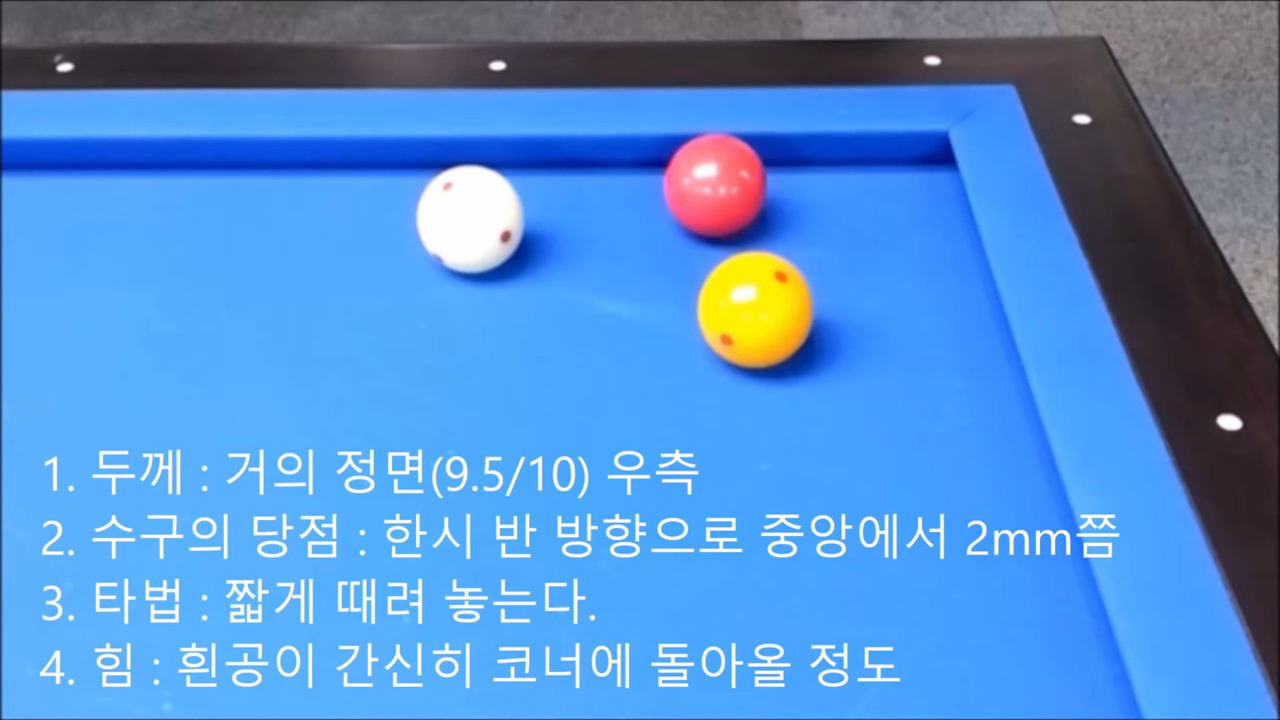 1. 두께 : 거의 정면(9.5/10) 우측
2. 수구의 당점 : 한시 반 방향으로 중앙에서 2mm쯤
3. 타법 : 짧게 때려 놓는다.
4. 힘 : 흰공이 간신히 코너에 돌아올 정도